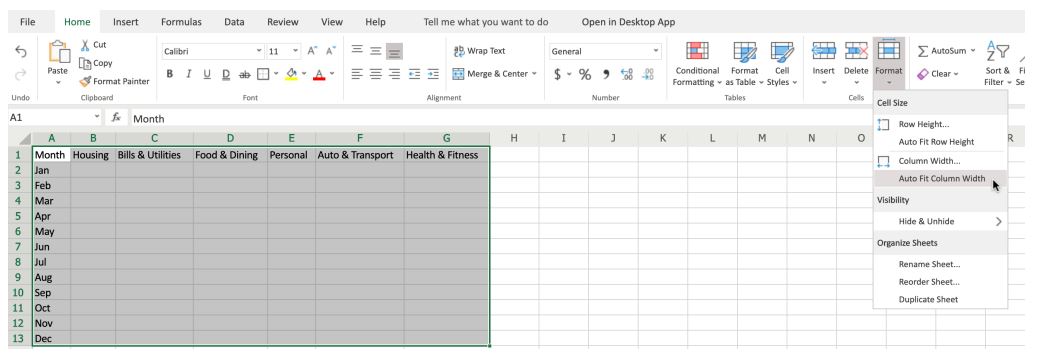 File Home Insert Formulas Data Review View Help Tell me what you want to do Open in Desktop App
Cut
Copy
Format Painter
Paste
Undo
Clipboard
Calibri 11 A A
B I U D ab A
Font
Wrap Text
Merge & Center
Alignment
General
$ % 9 .00
Number
Conditional Formatting
Format as Table
Cell Styles
Tables
Insert Delete Format
Cells
AutoSum
Clear
Sort & Filter
A1 fx Month
A B C D E F G H I J K L M N O R
1 Month Housing Bills & Utilities Food & Dining Personal Auto & Transport Health & Fitness
2 Jan
3 Feb
4 Mar
5 Apr
6 May
7 Jun
8 Jul
9 Aug
10 Sep
11 Oct
12 Nov
13 Dec
Cell Size
Row Height...
Auto Fit Row Height
Column Width...
Auto Fit Column Width
Visibility
Hide & Unhide
Organize Sheets
Rename Sheet...
Reorder Sheet...
Duplicate Sheet